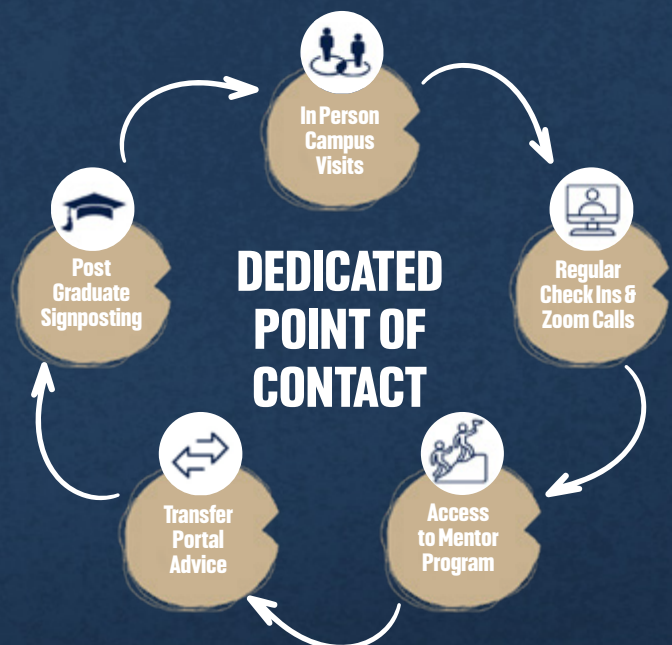 In Person
Campus
Visits
Post
Graduate
Signposting
DEDICATED
POINT OF
CONTACT
Regular
Check Ins &
Zoom Calls
Transfer
Portal
Advice
Access
to Mentor
Program